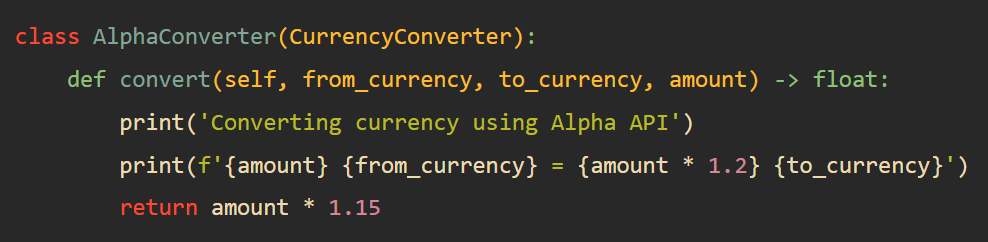 class AlphaConverter(CurrencyConverter):
    def convert(self, from_currency, to_currency, amount) -> float:
        print('Converting currency using Alpha API')
        print(f'{amount} {from_currency} = {amount * 1.2} {to_currency}')
        return amount * 1.15